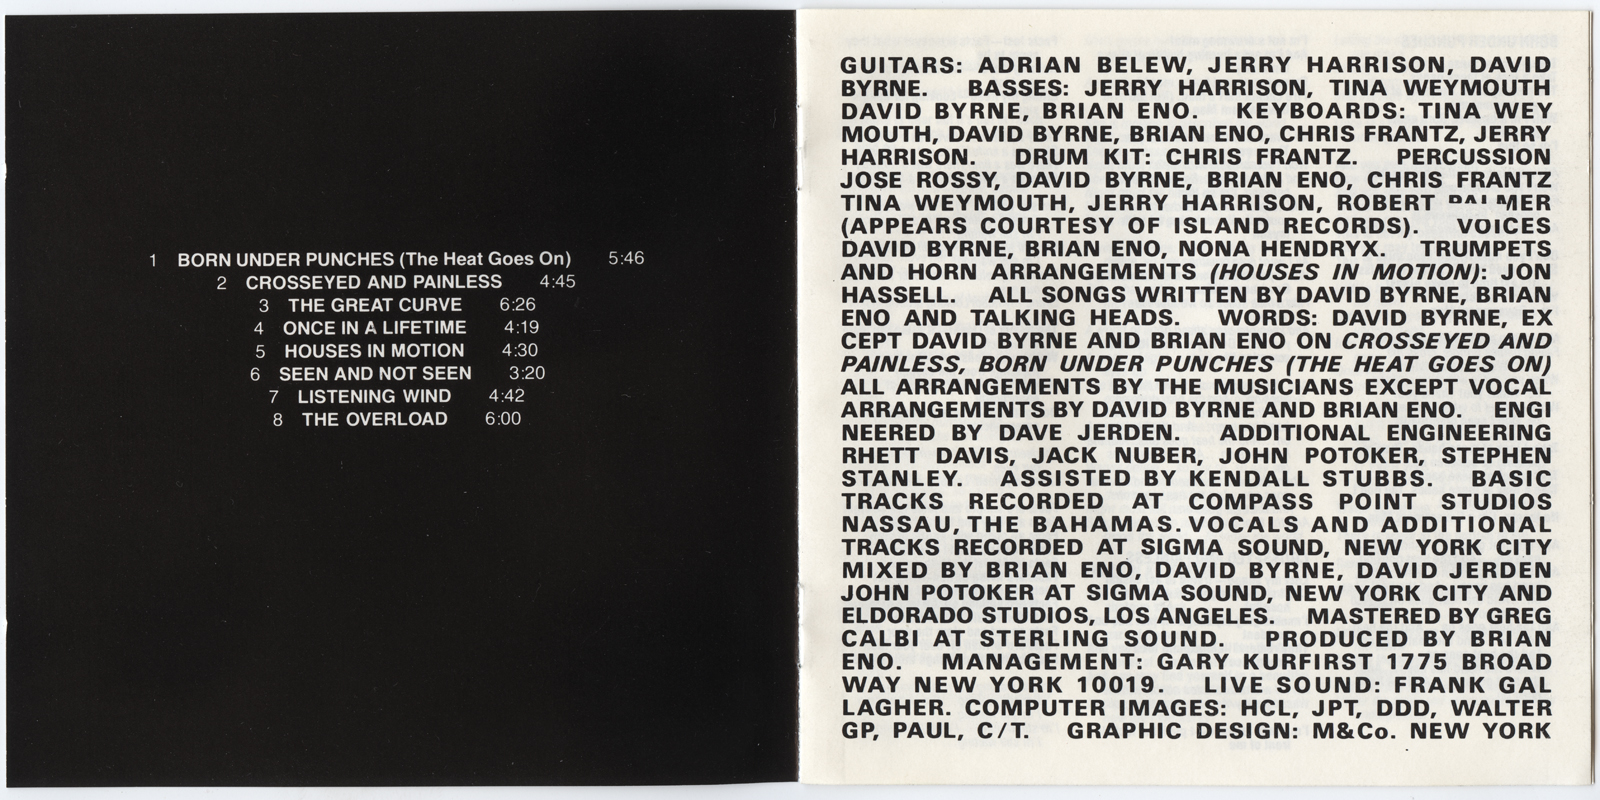 1 BORN UNDER PUNCHES (The Heat Goes On) 5:46
2 CROSSEYED AND PAINLESS 4:45
3 THE GREAT CURVE 6:26
4 ONCE IN A LIFETIME 4:19
5 HOUSES IN MOTION 4:30
6 SEEN AND NOT SEEN 3:20
7 LISTENING WIND 4:42
8 THE OVERLOAD 6:00
GUITARS: ADRIAN BELEW, JERRY HARRISON, DAVID
BYRNE. BASSES: JERRY HARRISON, TINA WEYMOUTH
DAVID BYRNE, BRIAN ENO. KEYBOARDS: TINA WEY
MOUTH, DAVID BYRNE, BRIAN ENO, CHRIS FRANTZ, JERRY
HARRISON. DRUM KIT: CHRIS FRANTZ. PERCUSSION
JOSE ROSSY, DAVID BYRNE, BRIAN ENO, CHRIS FRANTZ
TINA WEYMOUTH, JERRY HARRISON, ROBERT PALMER
(APPEARS COURTESY OF ISLAND RECORDS). VOICES
DAVID BYRNE, BRIAN ENO, NONA HENDRYX. TRUMPETS
AND HORN ARRANGEMENTS (HOUSES IN MOTION): JON
HASSELL. ALL SONGS WRITTEN BY DAVID BYRNE, BRIAN
ENO AND TALKING HEADS. WORDS: DAVID BYRNE, EX
CEPT DAVID BYRNE AND BRIAN ENO ON CROSSEYED AND
PAINLESS, BORN UNDER PUNCHES (THE HEAT GOES ON)
ALL ARRANGEMENTS BY THE MUSICIANS EXCEPT VOCAL
ARRANGEMENTS BY DAVID BYRNE AND BRIAN ENO. ENGI
NEERED BY DAVE JERDEN. ADDITIONAL ENGINEERING
RHETT DAVIS, JACK NUBER, JOHN POTOKER, STEPHEN
STANLEY. ASSISTED BY KENDALL STUBBS. BASIC
TRACKS RECORDED AT COMPASS POINT STUDIOS
NASSAU, THE BAHAMAS. VOCALS AND ADDITIONAL
TRACKS RECORDED AT SIGMA SOUND, NEW YORK CITY
MIXED BY BRIAN ENO, DAVID BYRNE, DAVID JERDEN
JOHN POTOKER AT SIGMA SOUND, NEW YORK CITY AND
ELDORADO STUDIOS, LOS ANGELES. MASTERED BY GREG
CALBI AT STERLING SOUND. PRODUCED BY BRIAN
ENO. MANAGEMENT: GARY KURFIRST 1775 BROAD
WAY NEW YORK 10019. LIVE SOUND: FRANK GAL
LAGHER. COMPUTER IMAGES: HCL, JPT, DDD, WALTER
GP, PAUL, C/T. GRAPHIC DESIGN: M&Co. NEW YORK